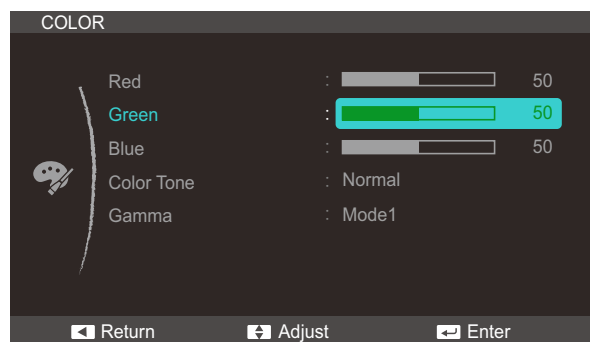 COLOR
Red : 50
Green : 50
Blue : 50
Color Tone : Normal
Gamma : Mode1
Return Adjust Enter